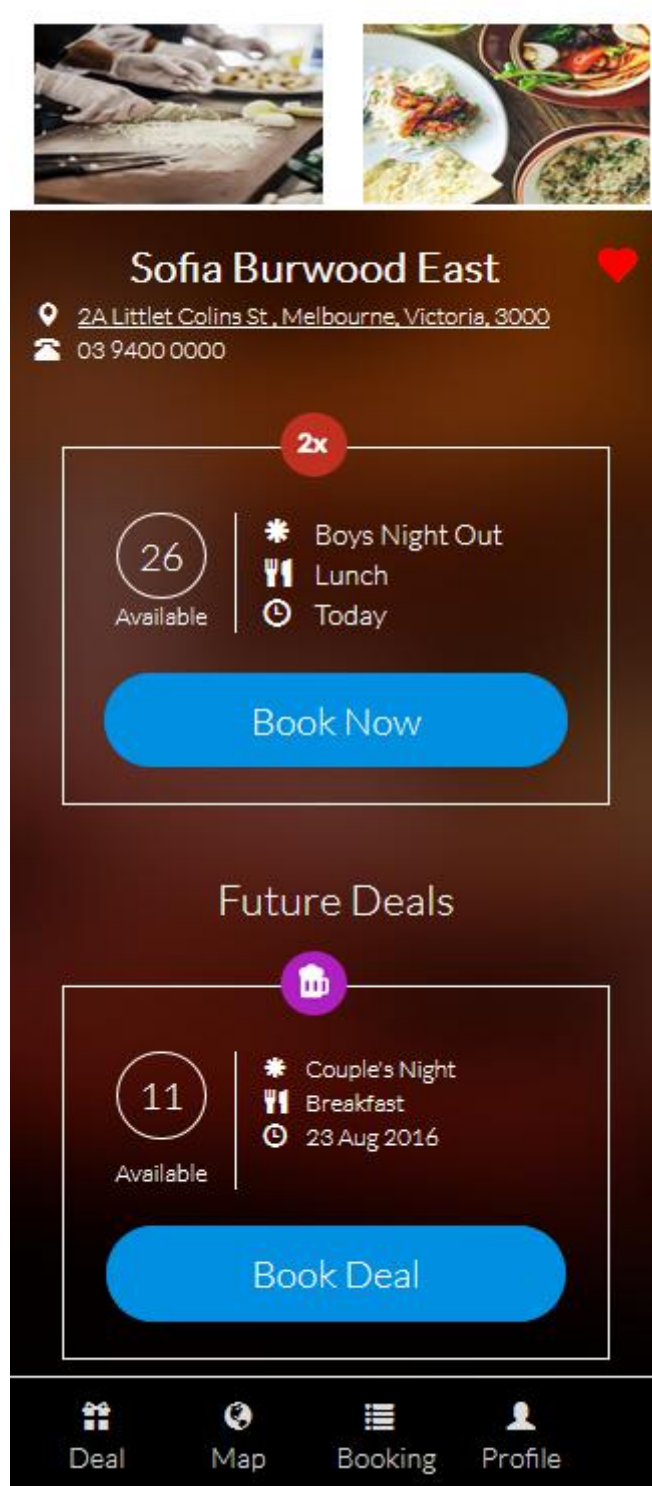 Sofia Burwood East
2A Littlet Colins St , Melbourne, Victoria, 3000
03 9400 0000
2x
26
Available
Boys Night Out
Lunch
Today
Book Now
Future Deals
11
Available
Couple's Night
Breakfast
23 Aug 2016
Book Deal
Deal Map Booking Profile